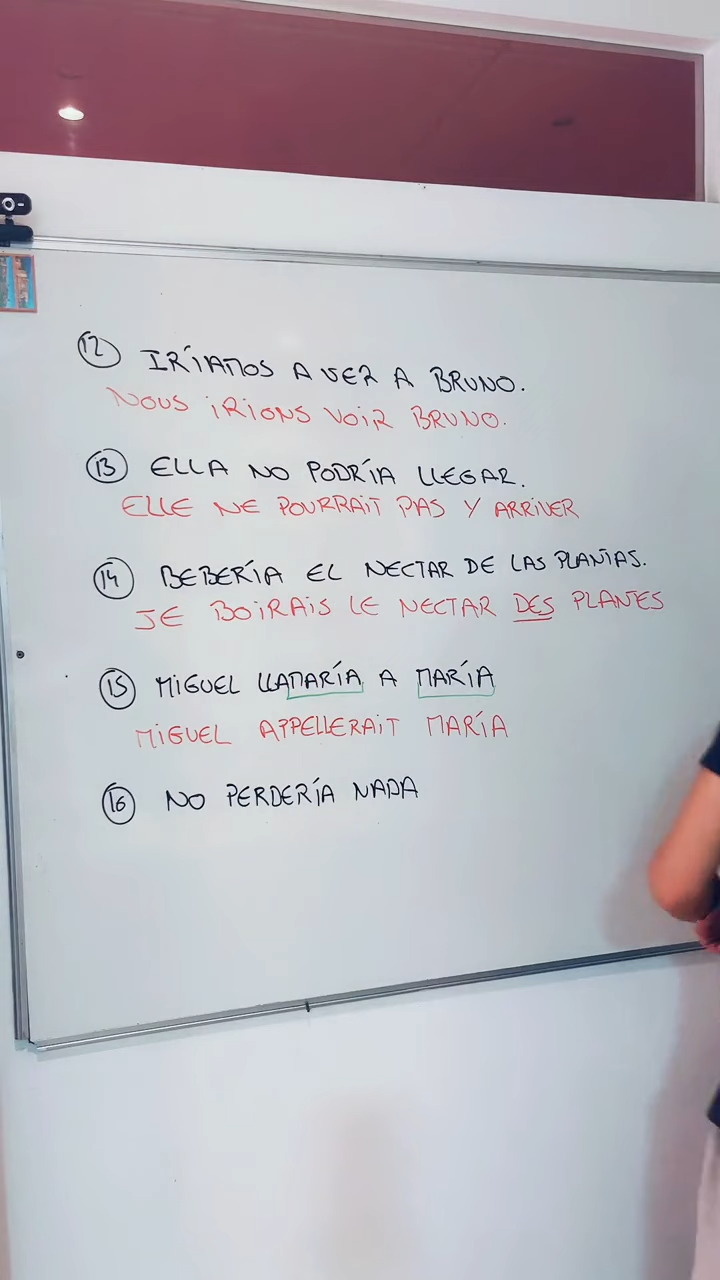 12 IRÍAMOS A VER A BRUNO.
NOUS iRIONS VOiR BRUNO.
13 ELLA NO PODRÍA LLEGAR.
ELLE NE POURRAiT PAS Y ARRIVER
14 BEBERÍA EL NECTAR DE LAS PLANTAS.
JE BOiRAIS LE NECTAR DES PLANTES
15 MIGUEL LLAMARÍA A MARÍA
MIGUEL APPELLERAIT MARÍA
16 NO PERDERÍA NADA